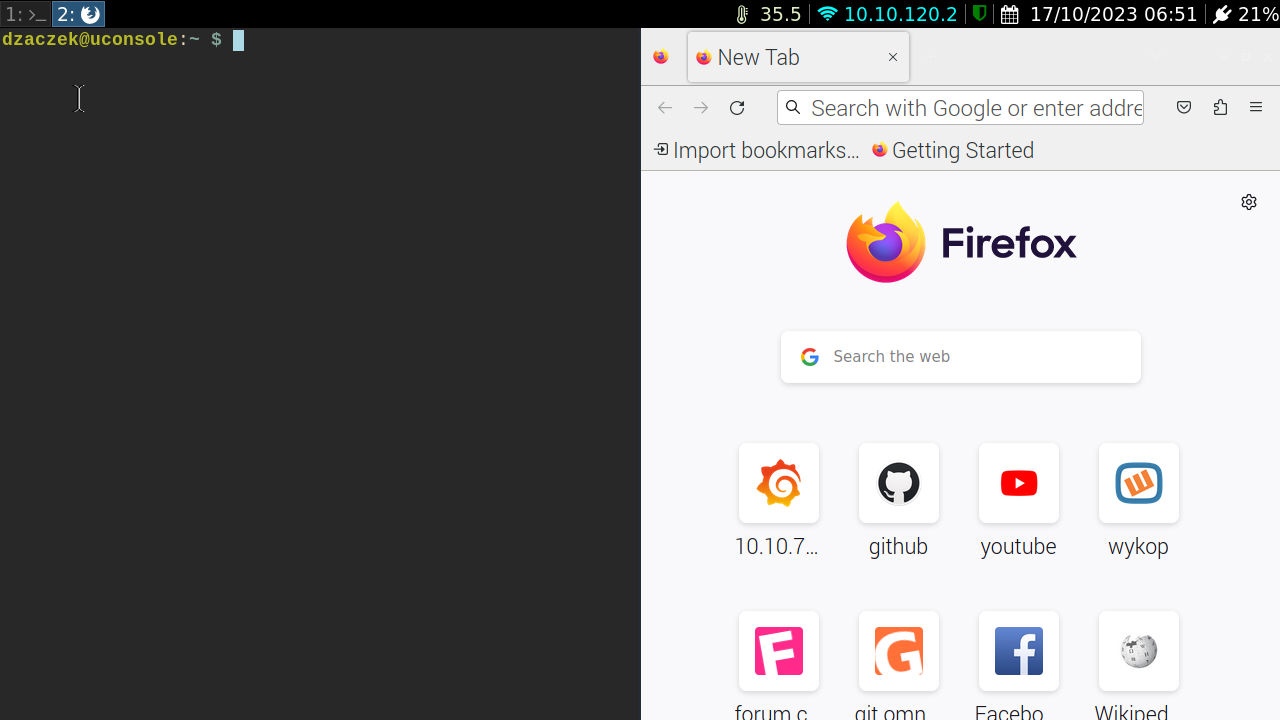 1: 2: 35.5 10.10.120.2 17/10/2023 06:51 21%
dzaczek@uconsole:~ $
New Tab
Search with Google or enter addre
Import bookmarks… Getting Started
Firefox
Search the web
10.10.7… github youtube wykop
forum.c… git.omn… Facebo… Wikiped…